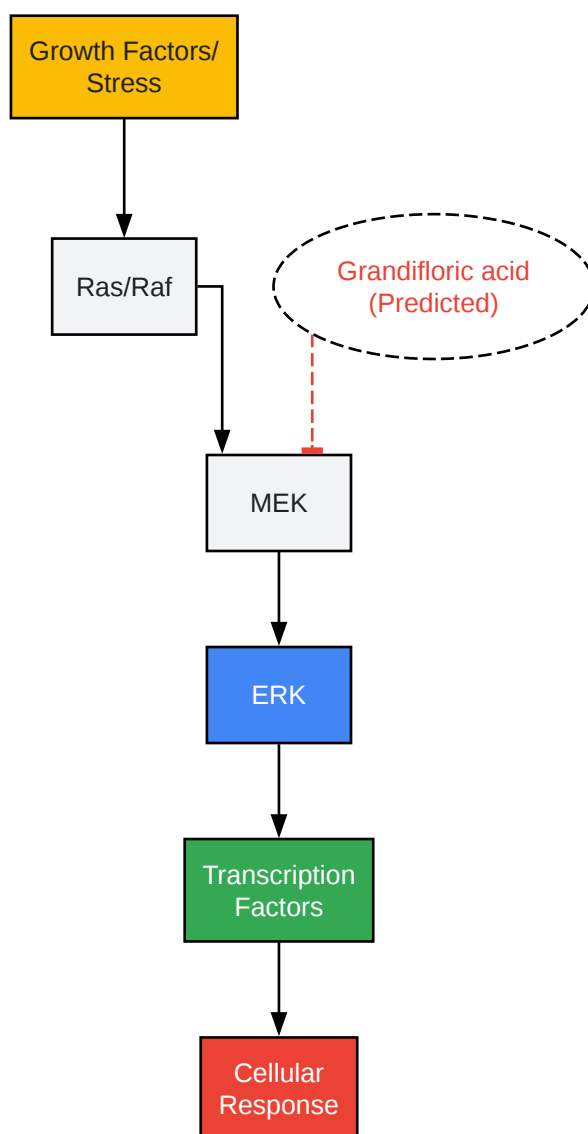 Growth Factors/
Stress
Ras/Raf
Grandifloric acid
(Predicted)
MEK
ERK
Transcription
Factors
Cellular
Response